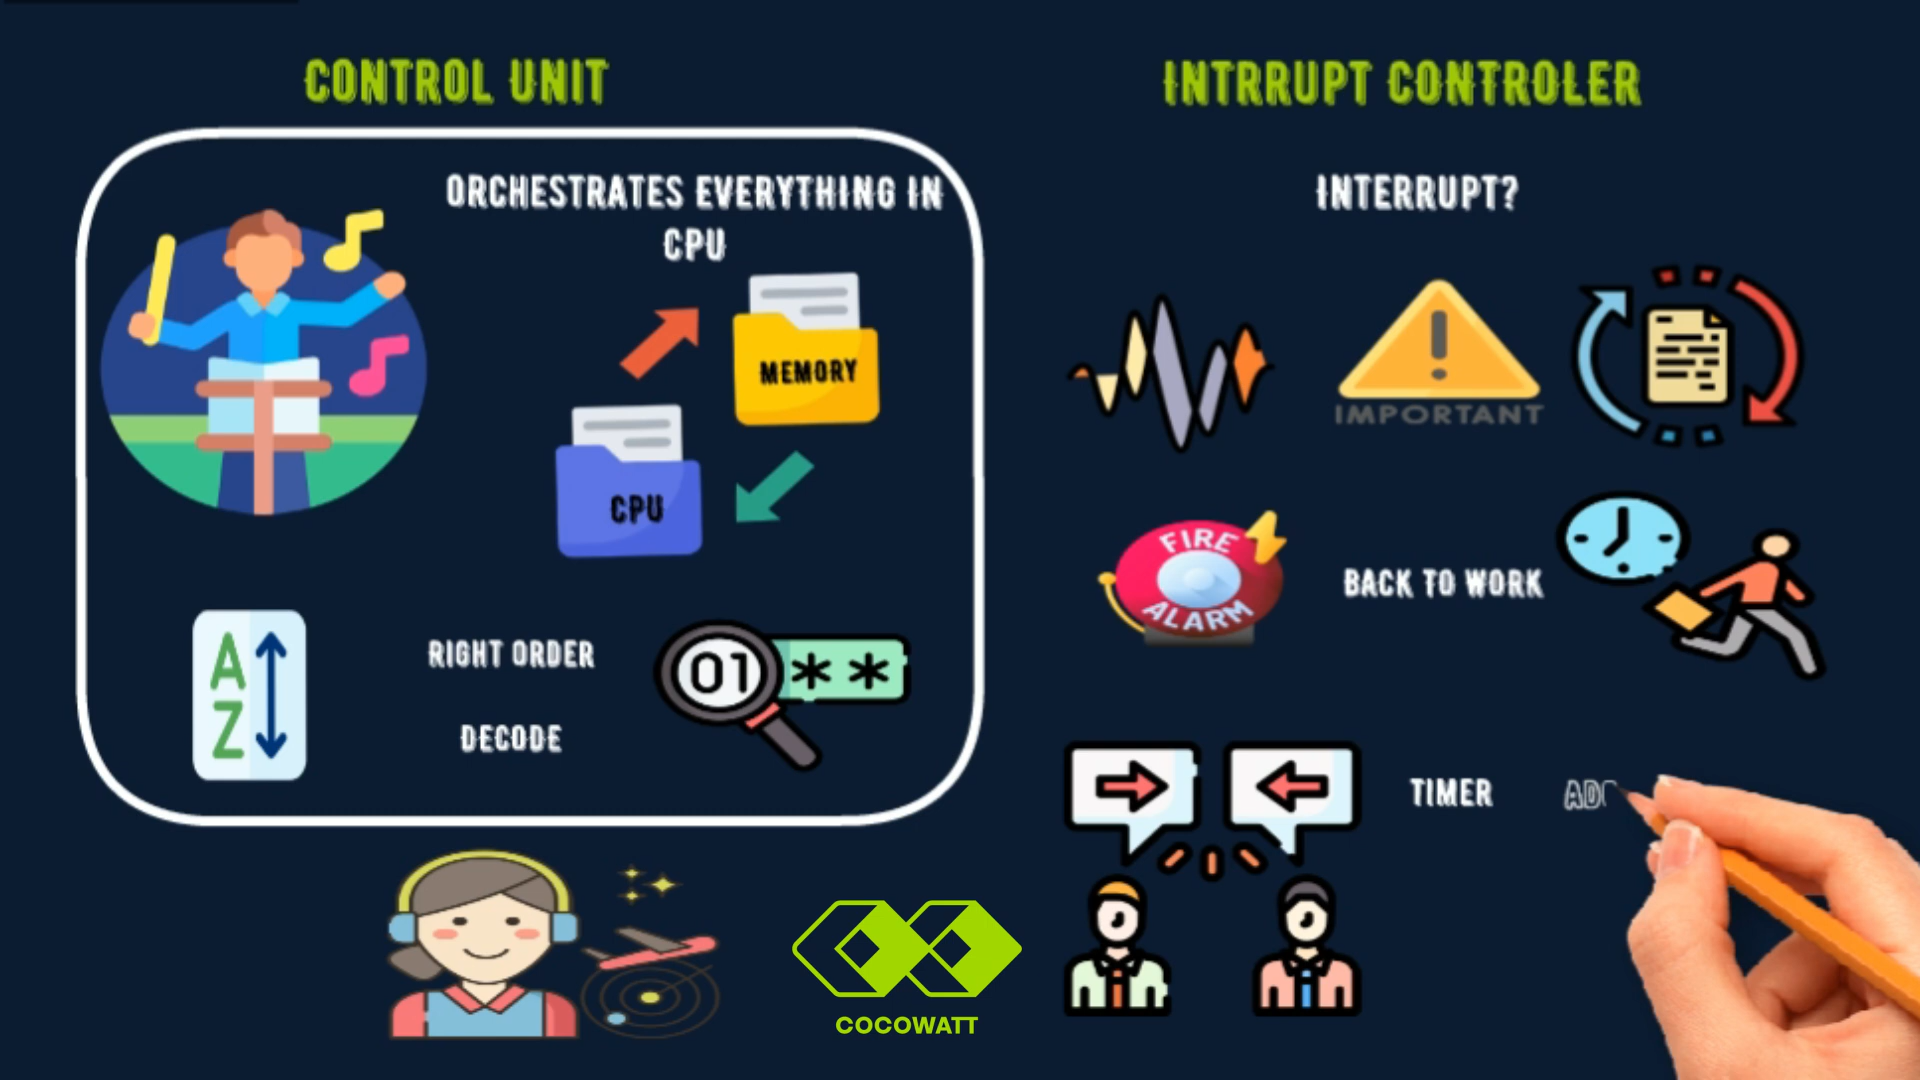 CONTROL UNIT
ORCHESTRATES EVERYTHING IN
CPU
MEMORY
CPU
A
Z
RIGHT ORDER
DECODE
01 * *
INTRRUPT CONTROLER
INTERRUPT?
IMPORTANT
FIRE
ALARM
BACK TO WORK
TIMER
AD
COCOWATT